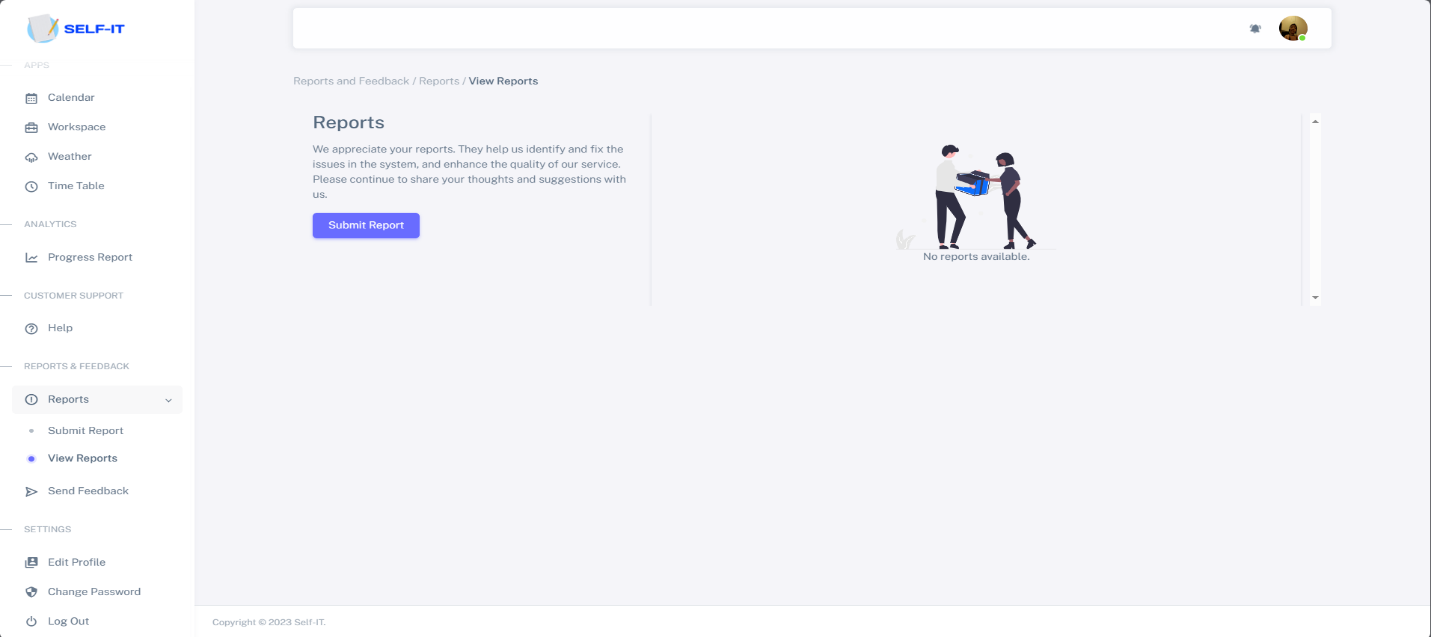 SELF-IT
APPS
Calendar
Workspace
Weather
Time Table
ANALYTICS
Progress Report
CUSTOMER SUPPORT
Help
REPORTS & FEEDBACK
Reports
Submit Report
View Reports
Send Feedback
SETTINGS
Edit Profile
Change Password
Log Out
Reports and Feedback / Reports / View Reports
Reports
We appreciate your reports. They help us identify and fix the
issues in the system, and enhance the quality of our service.
Please continue to share your thoughts and suggestions with
us.
Submit Report
No reports available.
Copyright © 2023 Self-IT.